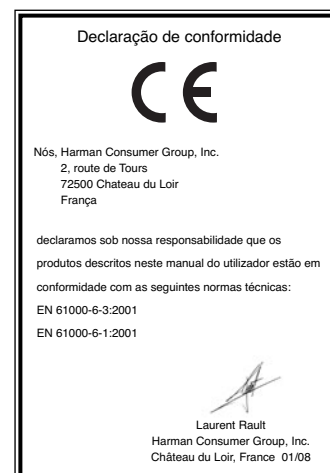 Declaração de conformidade
CE
Nós, Harman Consumer Group, Inc.
2, route de Tours
72500 Chateau du Loir
França
declaramos sob nossa responsabilidade que os
produtos descritos neste manual do utilizador estão em
conformidade com as seguintes normas técnicas:
EN 61000-6-3:2001
EN 61000-6-1:2001
Laurent Rault
Harman Consumer Group, Inc.
Château du Loir, France 01/08